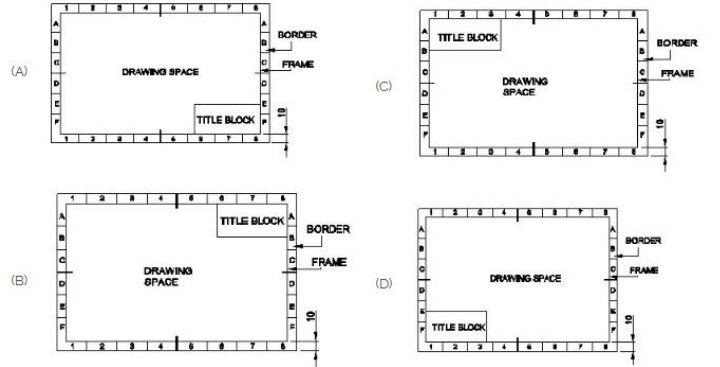 (A)
1 2 3 4 5 6 7 8
A A
B B
BORDER
C C
DRAWING SPACE
FRAME
D D
E E
F F
TITLE BLOCK
10
1 2 3 4 5 6 7 8
(B)
1 2 3 4 5 6 7 8
A A
TITLE BLOCK
B B
BORDER
C C
DRAWING
SPACE
FRAME
D D
E E
F F
10
1 2 3 4 5 6 7 8
(C)
1 2 3 4 5 6 7 8
A A
TITLE BLOCK
B B
BORDER
C C
DRAWING
SPACE
FRAME
D D
E E
F F
10
1 2 3 4 5 6 7 8
(D)
1 2 3 4 5 6 7 8
A A
B B
BORDER
C C
DRAWING SPACE
FRAME
D D
E E
F F
TITLE BLOCK
10
1 2 3 4 5 6 7 8